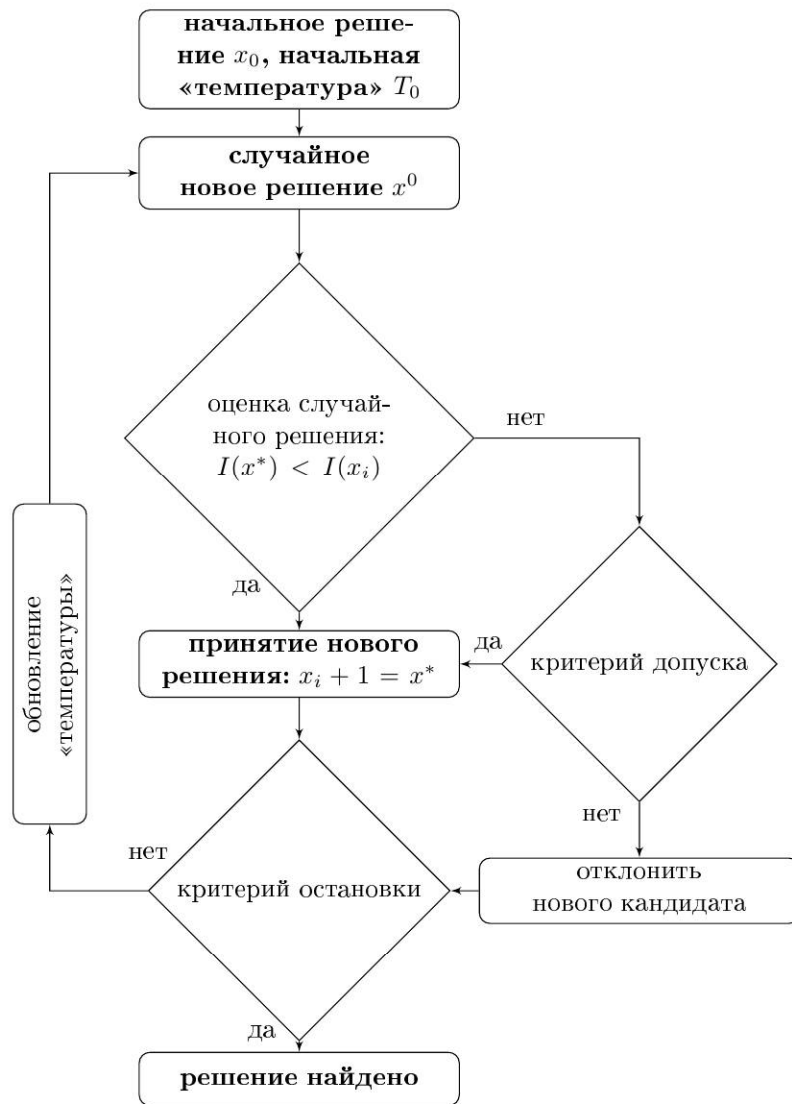 начальное реше-
ние x₀, начальная
«температура» T₀
случайное
новое решение x⁰
оценка случай-
ного решения:
I(x*) < I(xᵢ)
нет
да
обновление
«температуры»
принятие нового
решения: xᵢ + 1 = x*
да
критерий допуска
нет
нет
критерий остановки
отклонить
нового кандидата
да
решение найдено